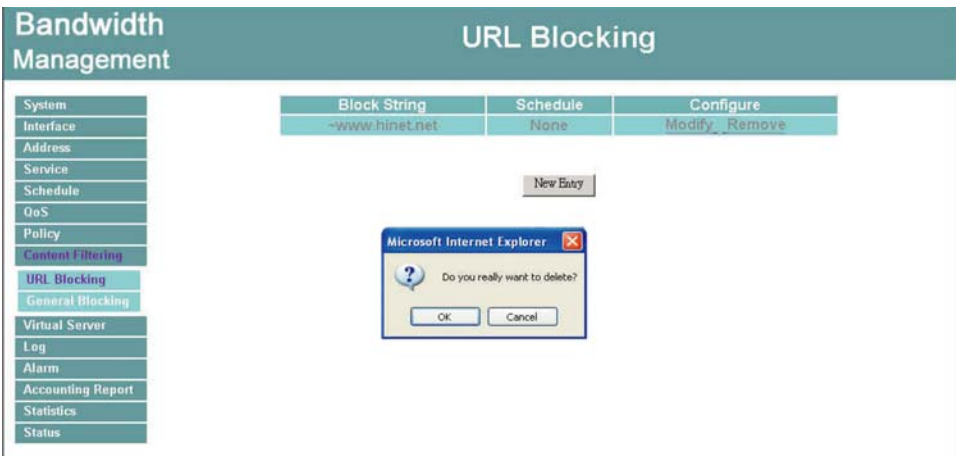 Bandwidth
Management
URL Blocking
System
Interface
Address
Service
Schedule
QoS
Policy
Content Filtering
URL Blocking
General Blocking
Virtual Server
Log
Alarm
Accounting Report
Statistics
Status
Block String Schedule Configure
~www.hinet.net None Modify Remove
New Entry
Microsoft Internet Explorer
Do you really want to delete?
OK Cancel